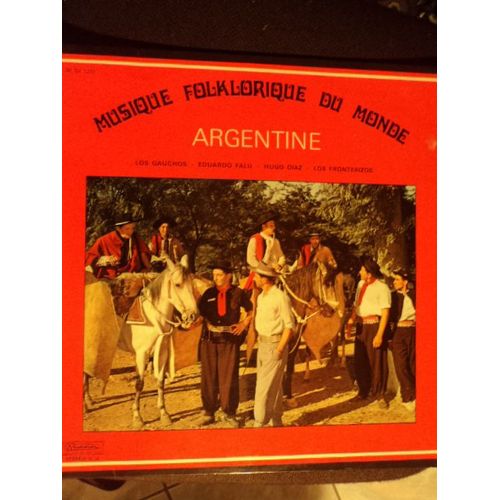 MUSIQUE FOLKLORIQUE DU MONDE
ARGENTINE
LOS GAUCHOS - EDUARDO FALU - HUGO DIAZ - LOS FRONTERIZOS